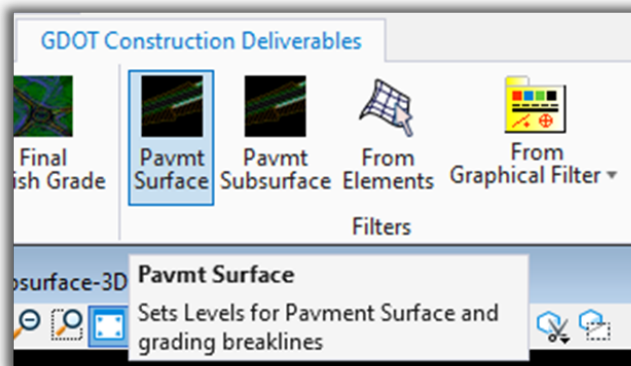 GDOT Construction Deliverables
Final
ish Grade
Pavmt
Surface
Pavmt
Subsurface
From
Elements
From
Graphical Filter
Filters
osurface-3D
Pavmt Surface
Sets Levels for Pavment Surface and
grading breaklines